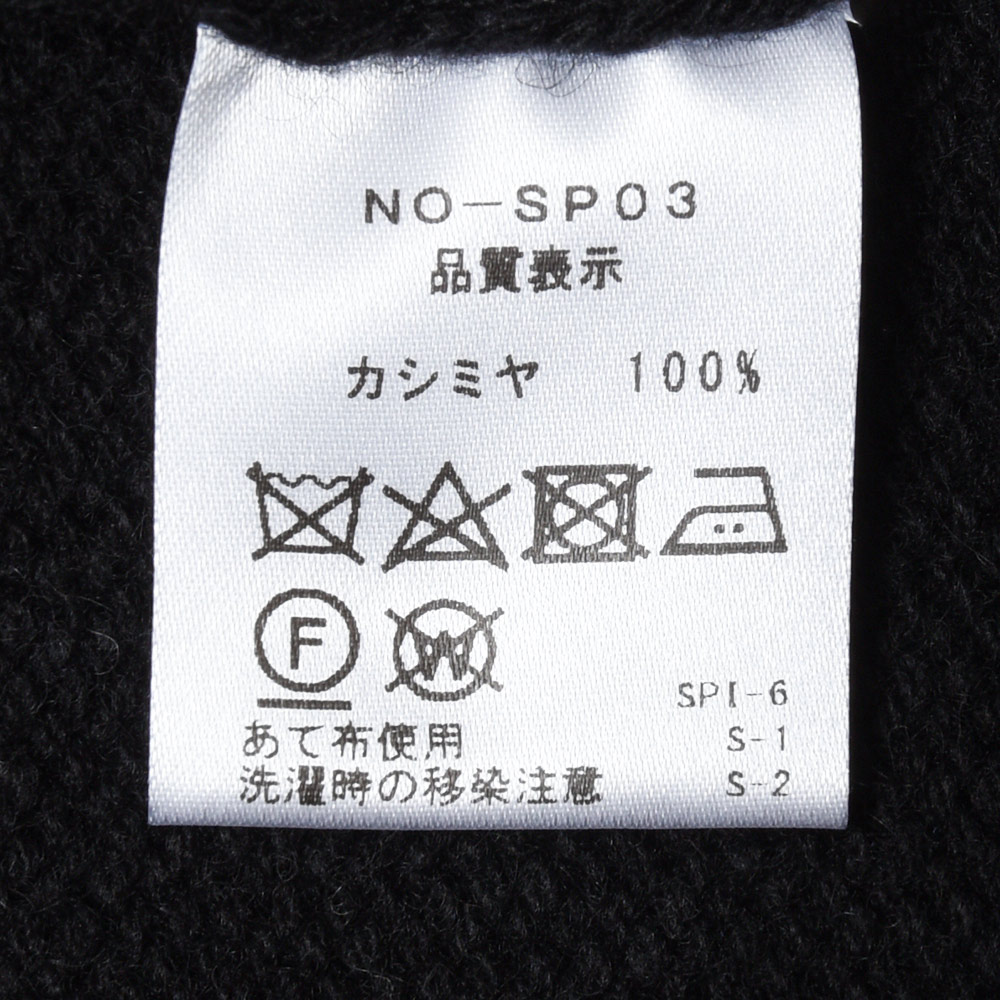 NO-SP03
品質表示
カシミヤ 100%
F W
SPI-6
あて布使用 S-1
洗濯時の移染注意 S-2